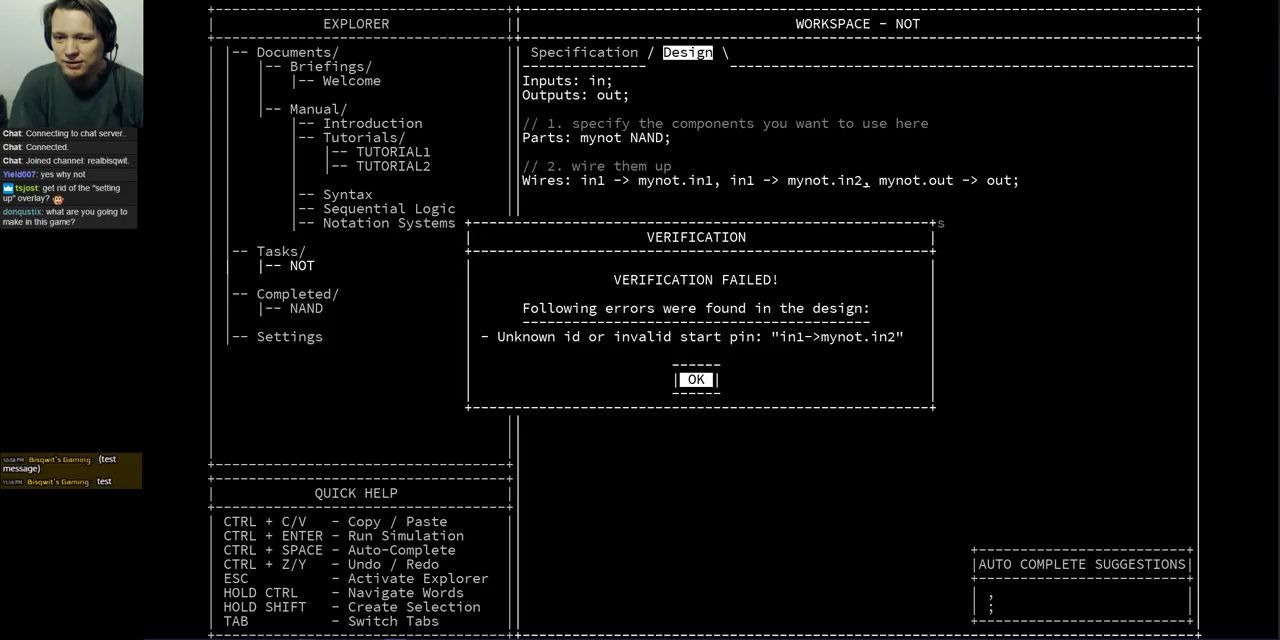 EXPLORER
WORKSPACE - NOT
|-- Documents/
|-- Briefings/
|-- Welcome
|-- Manual/
|-- Introduction
|-- Tutorials/
|-- TUTORIAL1
|-- TUTORIAL2
|-- Syntax
|-- Sequential Logic
|-- Notation Systems
|-- Tasks/
|-- NOT
|-- Completed/
|-- NAND
|-- Settings
Specification / Design \
Inputs: in;
Outputs: out;
// 1. specify the components you want to use here
Parts: mynot NAND;
// 2. wire them up
Wires: in1 -> mynot.in1, in1 -> mynot.in2, mynot.out -> out;
s
VERIFICATION
VERIFICATION FAILED!
Following errors were found in the design:
- Unknown id or invalid start pin: "in1->mynot.in2"
OK
QUICK HELP
CTRL + C/V - Copy / Paste
CTRL + ENTER - Run Simulation
CTRL + SPACE - Auto-Complete
CTRL + Z/Y - Undo / Redo
ESC - Activate Explorer
HOLD CTRL - Navigate Words
HOLD SHIFT - Create Selection
TAB - Switch Tabs
AUTO COMPLETE SUGGESTIONS
,
;
Chat: Connecting to chat server..
Chat: Connected.
Chat: Joined channel: realbisqwit.
Yield007: yes why not
tsjost: get rid of the "setting
up" overlay?
donqustix: what are you going to
make in this game?
10:58 PM Bisqwit's Gaming: (test
message)
11:18 PM Bisqwit's Gaming: test